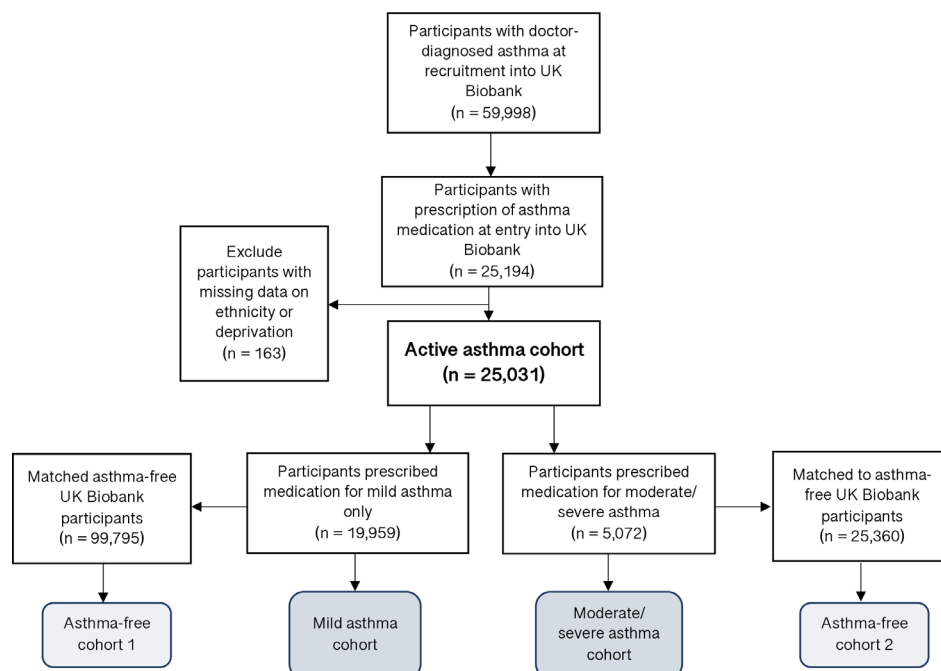 Participants with doctor-
diagnosed asthma at
recruitment into UK
Biobank
(n = 59,998)
Participants with
prescription of asthma
medication at entry into UK
Biobank
(n = 25,194)
Exclude
participants with
missing data on
ethnicity or
deprivation
(n = 163)
Active asthma cohort
(n = 25,031)
Matched asthma-free
UK Biobank
participants
(n = 99,795)
Participants prescribed
medication for mild asthma
only
(n = 19,959)
Participants prescribed
medication for moderate/
severe asthma
(n = 5,072)
Matched to asthma-
free UK Biobank
participants
(n = 25,360)
Asthma-free
cohort 1
Mild asthma
cohort
Moderate/
severe asthma
cohort
Asthma-free
cohort 2